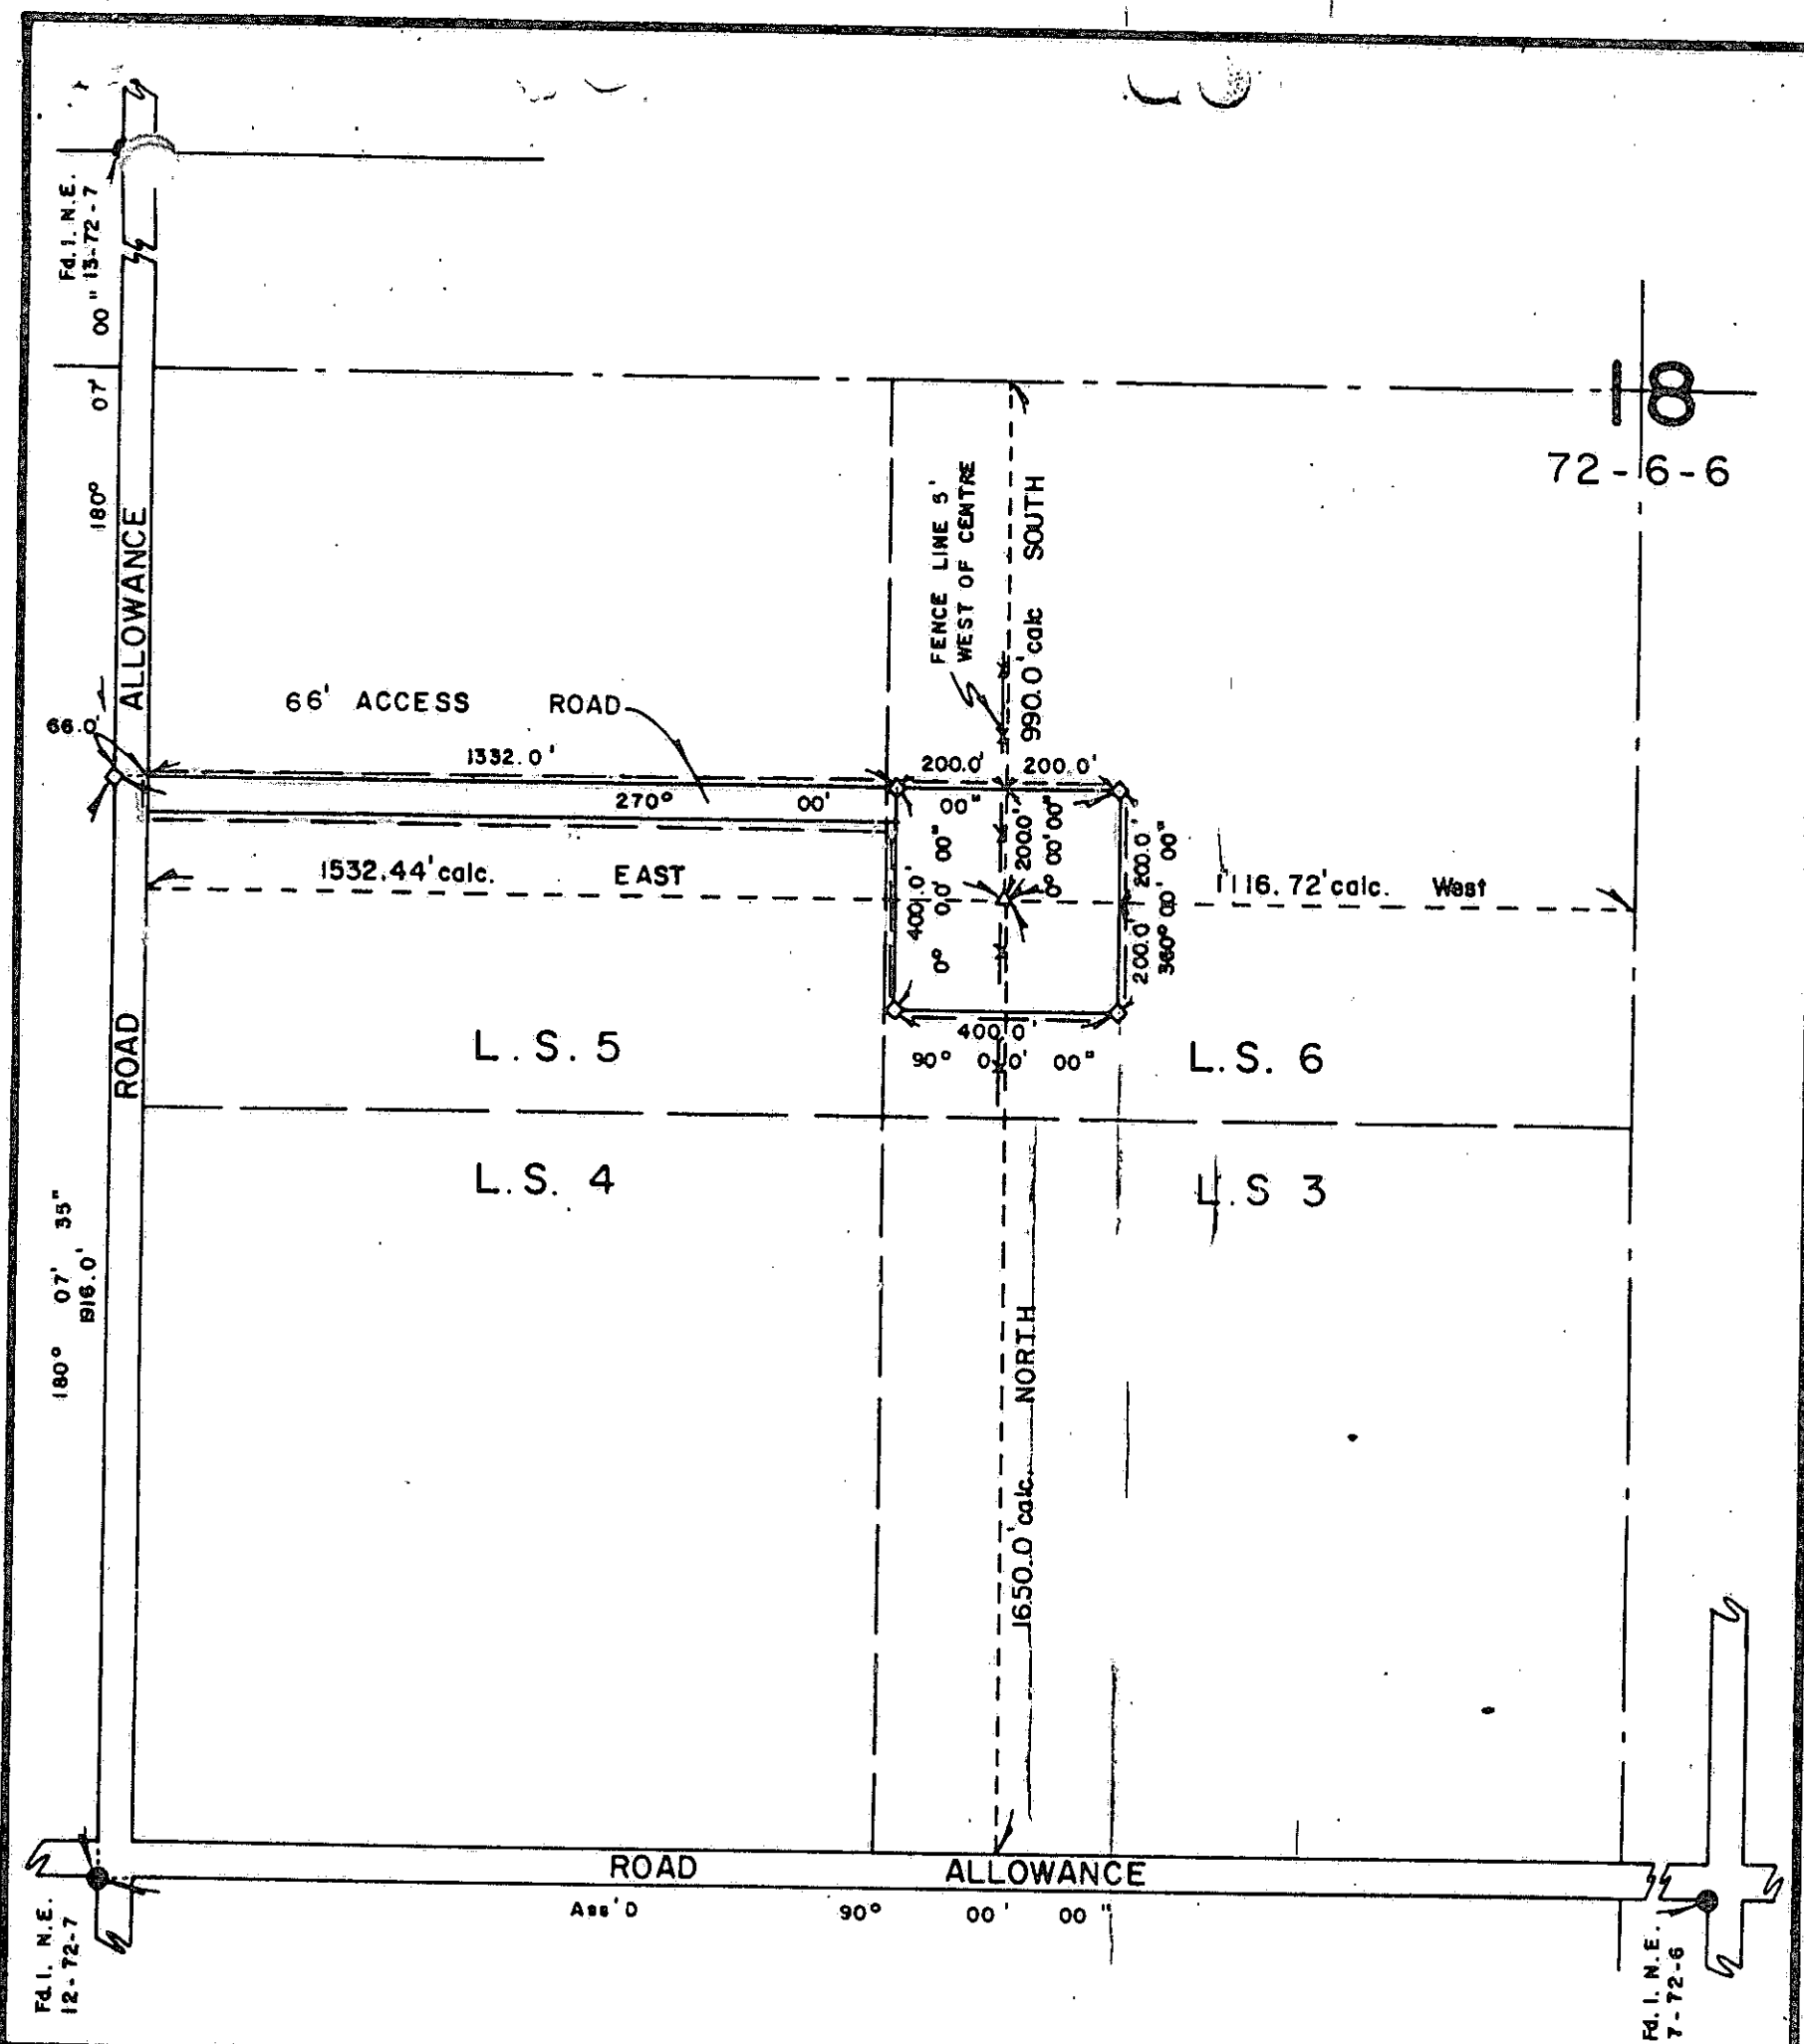 Fd. I. N.E.
13-72-7
180° 07' 00"
18
72-6-6
ALLOWANCE
ROAD
FENCE LINE 5'
WEST OF CENTRE
990.0' calc SOUTH
66' ACCESS ROAD
66.0'
1332.0'
200.0' 200.0'
270° 00' 00"
200.0'
0° 00' 00"
400.0'
0° 00' 00"
200.0' 200.0'
360° 00' 00"
1532.44' calc. EAST
1116.72' calc. West
400.0'
90° 00' 00"
L.S. 5
L.S. 6
L.S. 4
L.S 3
180° 07' 35"
1916.0'
1650.0' calc. NORTH
ROAD ALLOWANCE
Ass'D 90° 00' 00"
Fd. I. N.E.
12-72-7
Fd. I. N.E.
7-72-6